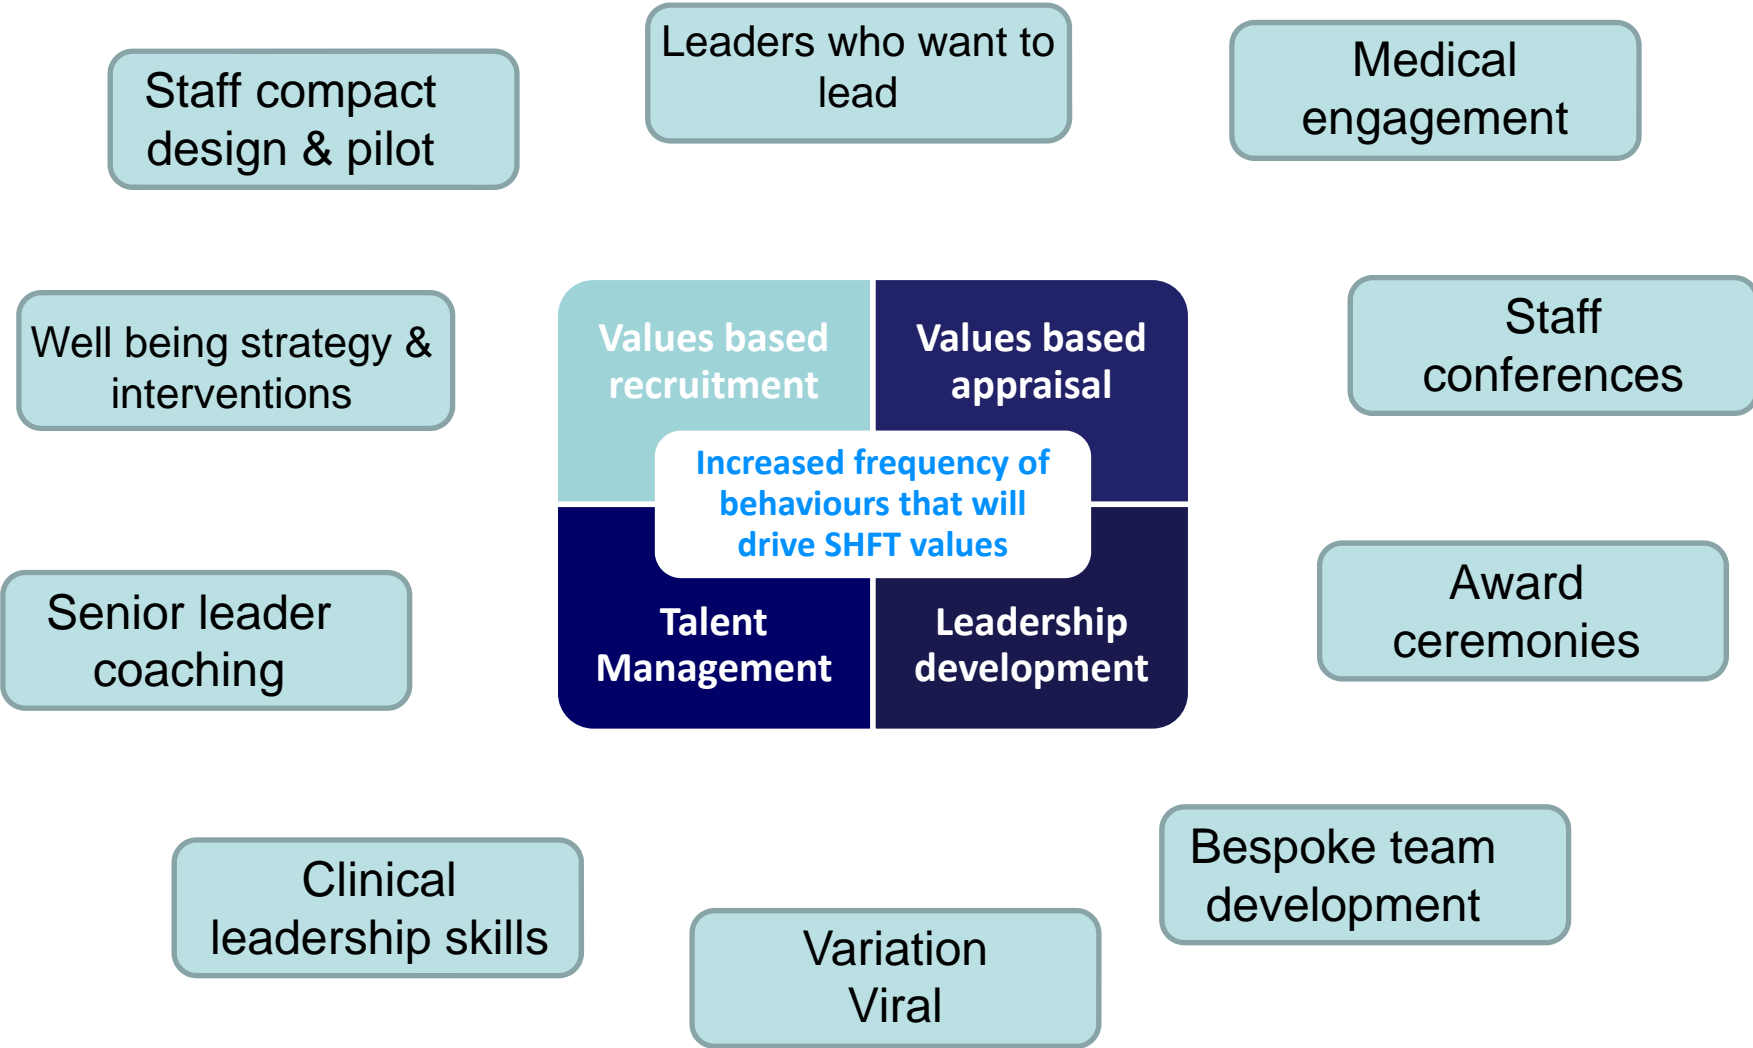 Leaders who want to
lead
Staff compact
design & pilot
Medical
engagement
Well being strategy &
interventions
Values based
recruitment
Values based
appraisal
Staff
conferences
Increased frequency of
behaviours that will
drive SHFT values
Senior leader
coaching
Talent
Management
Leadership
development
Award
ceremonies
Clinical
leadership skills
Variation
Viral
Bespoke team
development